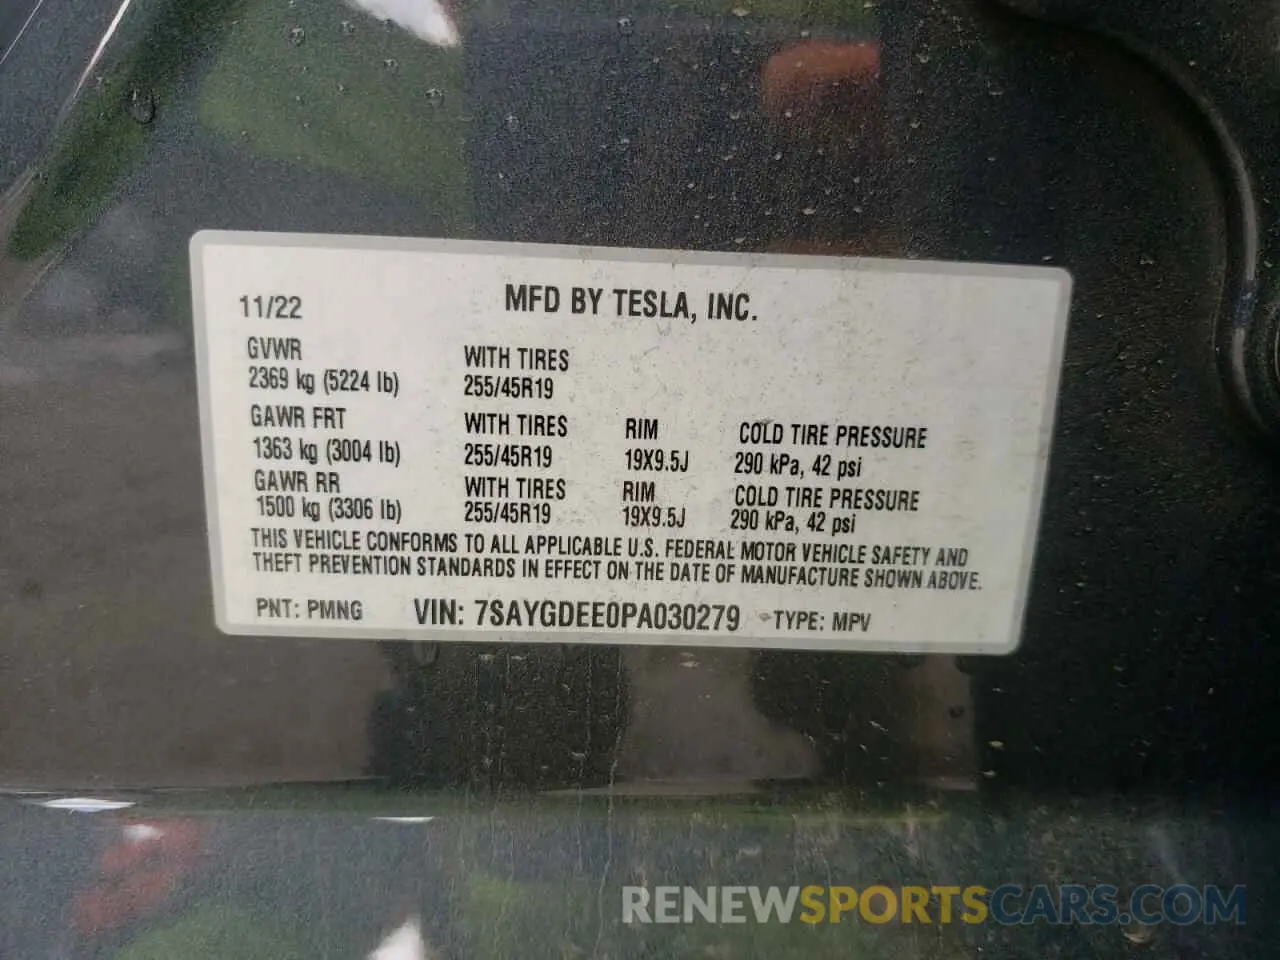 11/22 MFD BY TESLA, INC.
GVWR WITH TIRES
2369 kg (5224 lb) 255/45R19
GAWR FRT WITH TIRES RIM COLD TIRE PRESSURE
1363 kg (3004 lb) 255/45R19 19X9.5J 290 kPa, 42 psi
GAWR RR WITH TIRES RIM COLD TIRE PRESSURE
1500 kg (3306 lb) 255/45R19 19X9.5J 290 kPa, 42 psi
THIS VEHICLE CONFORMS TO ALL APPLICABLE U.S. FEDERAL MOTOR VEHICLE SAFETY AND
THEFT PREVENTION STANDARDS IN EFFECT ON THE DATE OF MANUFACTURE SHOWN ABOVE.
PNT: PMNG VIN: 7SAYGDEE0PA030279 TYPE: MPV
RENEWSPORTSCARS.COM